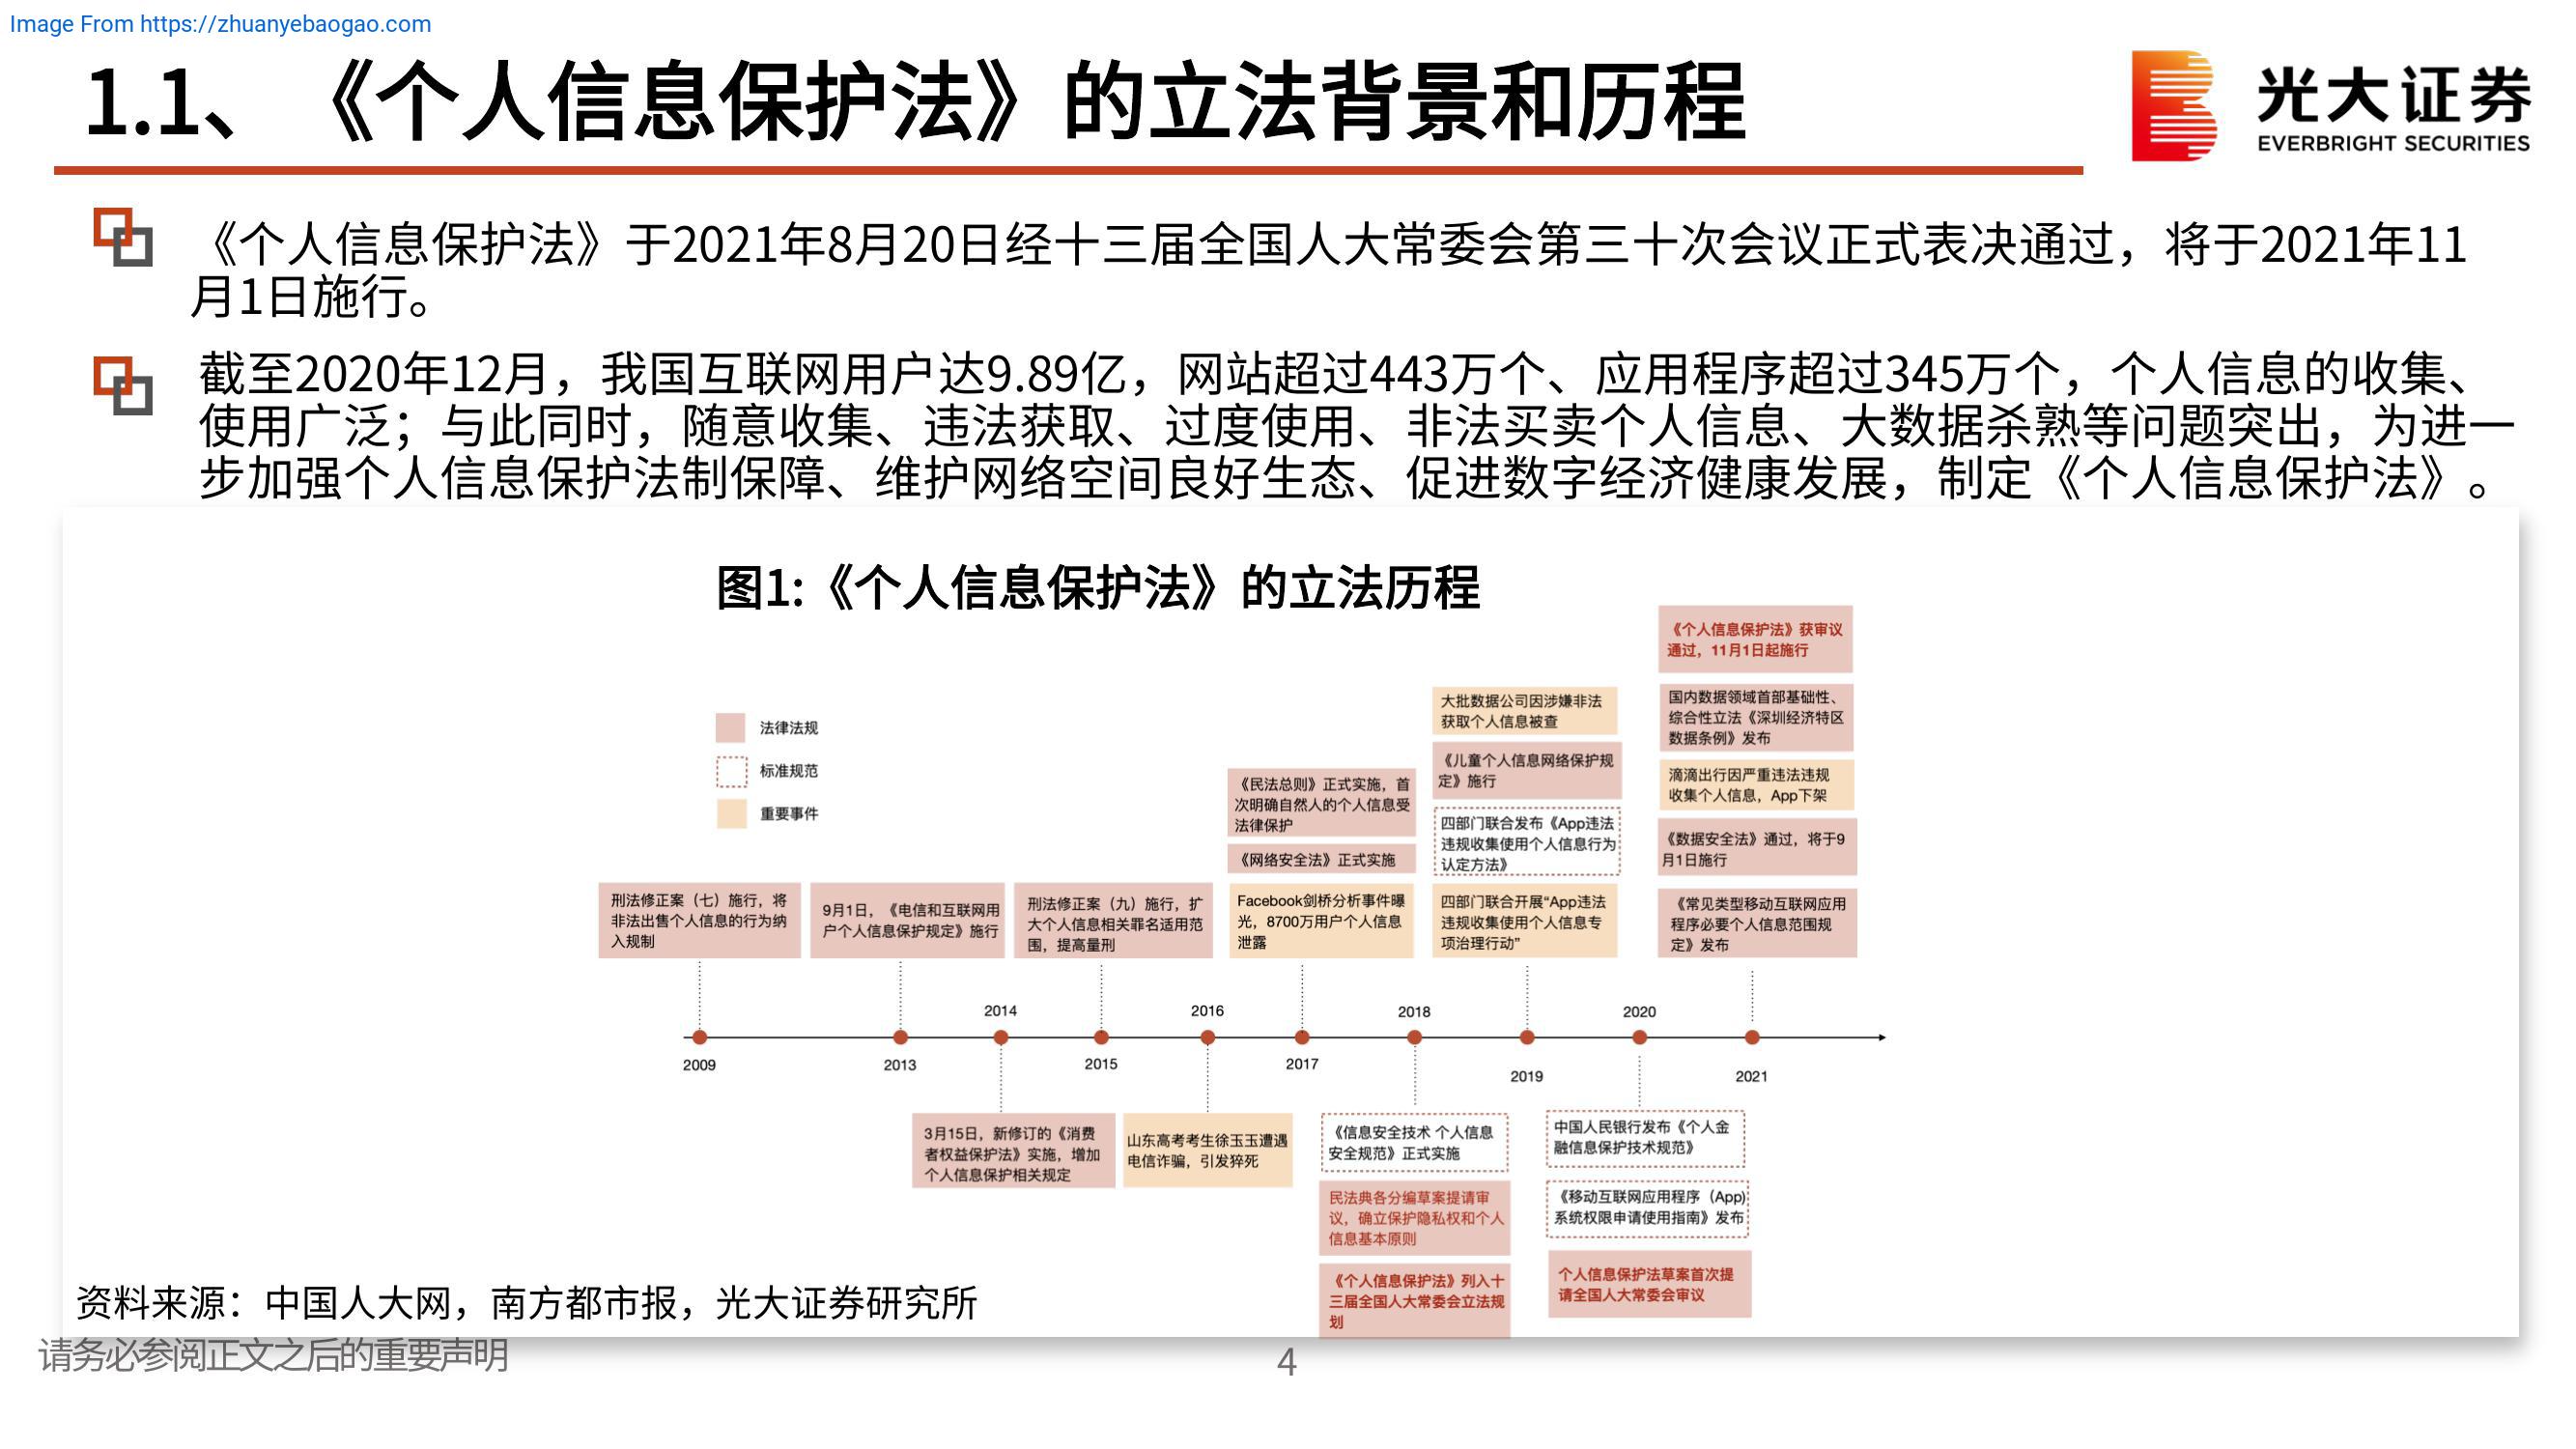 Image From https://zhuanyebaogao.com
1.1、《个人信息保护法》的立法背景和历程
光大证券
EVERBRIGHT SECURITIES
《个人信息保护法》于2021年8月20日经十三届全国人大常委会第三十次会议正式表决通过，将于2021年11
月1日施行。
截至2020年12月，我国互联网用户达9.89亿，网站超过443万个、应用程序超过345万个，个人信息的收集、
使用广泛；与此同时，随意收集、违法获取、过度使用、非法买卖个人信息、大数据杀熟等问题突出，为进一
步加强个人信息保护法制保障、维护网络空间良好生态、促进数字经济健康发展，制定《个人信息保护法》。
图1:《个人信息保护法》的立法历程
法律法规
标准规范
重要事件
刑法修正案（七）施行，将
非法出售个人信息的行为纳
入规制
9月1日，《电信和互联网用
户个人信息保护规定》施行
刑法修正案（九）施行，扩
大个人信息相关罪名适用范
围，提高量刑
《民法总则》正式实施，首
次明确自然人的个人信息受
法律保护
《网络安全法》正式实施
Facebook剑桥分析事件曝
光，8700万用户个人信息
泄露
大批数据公司因涉嫌非法
获取个人信息被查
《儿童个人信息网络保护规
定》施行
四部门联合发布《App违法
违规收集使用个人信息行为
认定方法》
四部门联合开展“App违法
违规收集使用个人信息专
项治理行动”
《个人信息保护法》获审议
通过，11月1日起施行
国内数据领域首部基础性、
综合性立法《深圳经济特区
数据条例》发布
滴滴出行因严重违法违规
收集个人信息，App下架
《数据安全法》通过，将于9
月1日施行
《常见类型移动互联网应用
程序必要个人信息范围规
定》发布
2014
2016
2018
2020
2009
2013
2015
2017
2019
2021
3月15日，新修订的《消费
者权益保护法》实施，增加
个人信息保护相关规定
山东高考考生徐玉玉遭遇
电信诈骗，引发猝死
《信息安全技术 个人信息
安全规范》正式实施
民法典各分编草案提请审
议，确立保护隐私权和个人
信息基本原则
《个人信息保护法》列入十
三届全国人大常委会立法规
划
中国人民银行发布《个人金
融信息保护技术规范》
《移动互联网应用程序（App)
系统权限申请使用指南》发布
个人信息保护法草案首次提
请全国人大常委会审议
资料来源：中国人大网，南方都市报，光大证券研究所
请务必参阅正文之后的重要声明
4